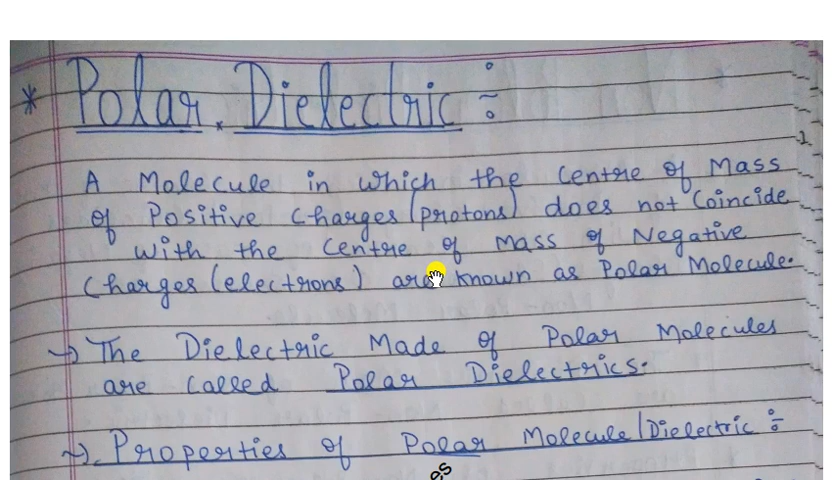 * Polar Dielectric :
A Molecule in which the Centre of Mass
of Positive Charges (protons) does not Coincide
with the Centre of Mass of Negative
Charges (electrons) are known as Polar Molecule.
→ The Dielectric Made of Polar Molecules
are Called Polar Dielectrics.
→ Properties of Polar Molecule/Dielectric :
es